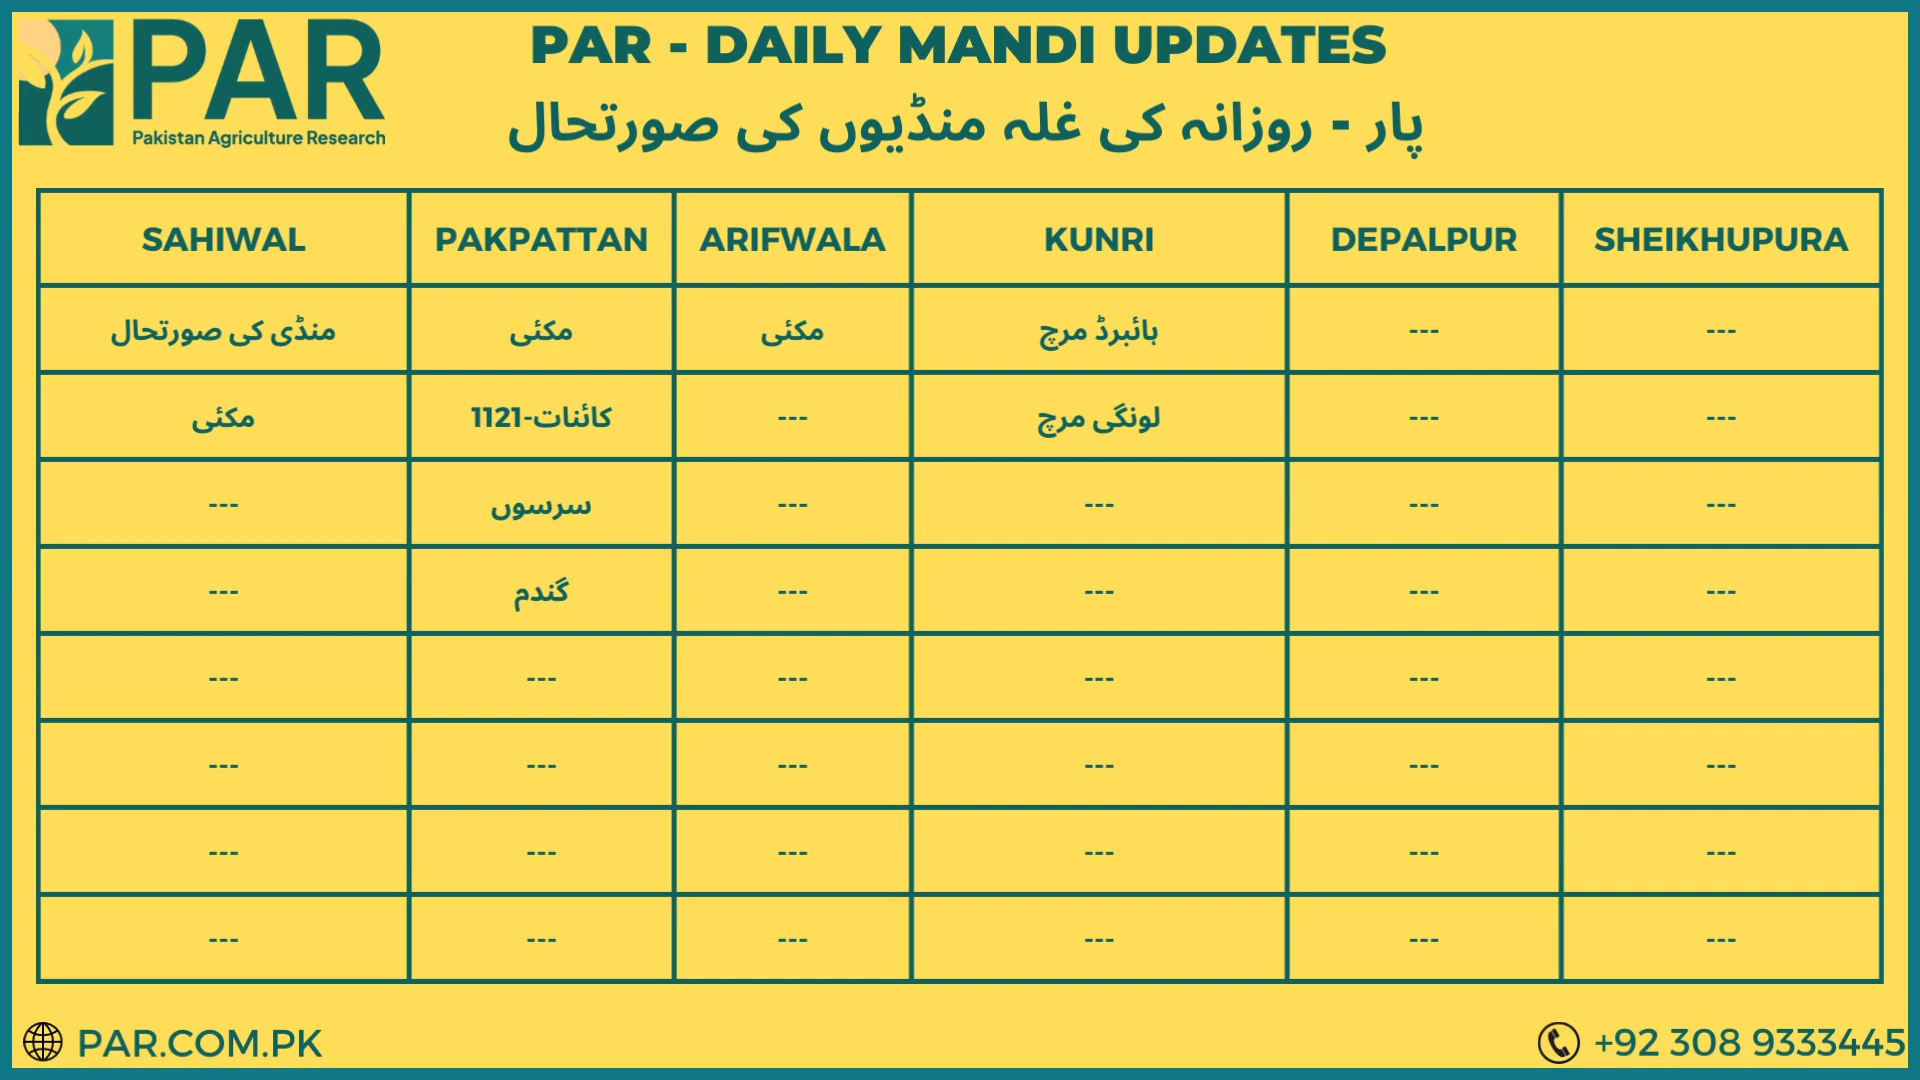 PAR
Pakistan Agriculture Research
PAR - DAILY MANDI UPDATES
پار - روزانہ کی غلہ منڈیوں کی صورتحال
SAHIWAL PAKPATTAN ARIFWALA KUNRI DEPALPUR SHEIKHUPURA
منڈی کی صورتحال مکئی مکئی ہائبرڈ مرچ --- ---
مکئی کائنات-1121 --- لونگی مرچ --- ---
--- سرسوں --- --- --- ---
--- گندم --- --- --- ---
--- --- --- --- --- ---
--- --- --- --- --- ---
--- --- --- --- --- ---
--- --- --- --- --- ---
PAR.COM.PK
+92 308 9333445